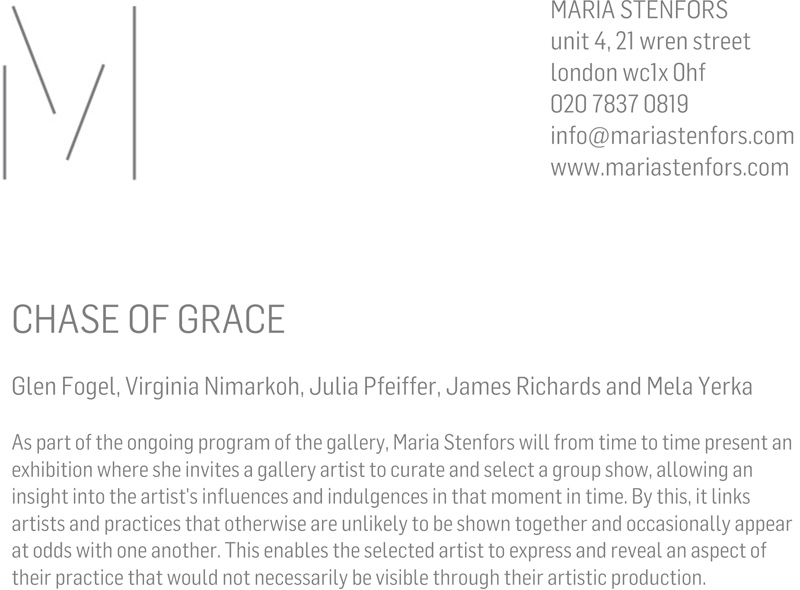 MARIA STENFORS
unit 4, 21 wren street
london wc1x 0hf
020 7837 0819
info@mariastenfors.com
www.mariastenfors.com
CHASE OF GRACE
Glen Fogel, Virginia Nimarkoh, Julia Pfeiffer, James Richards and Mela Yerka
As part of the ongoing program of the gallery, Maria Stenfors will from time to time present an
exhibition where she invites a gallery artist to curate and select a group show, allowing an
insight into the artist's influences and indulgences in that moment in time. By this, it links
artists and practices that otherwise are unlikely to be shown together and occasionally appear
at odds with one another. This enables the selected artist to express and reveal an aspect of
their practice that would not necessarily be visible through their artistic production.